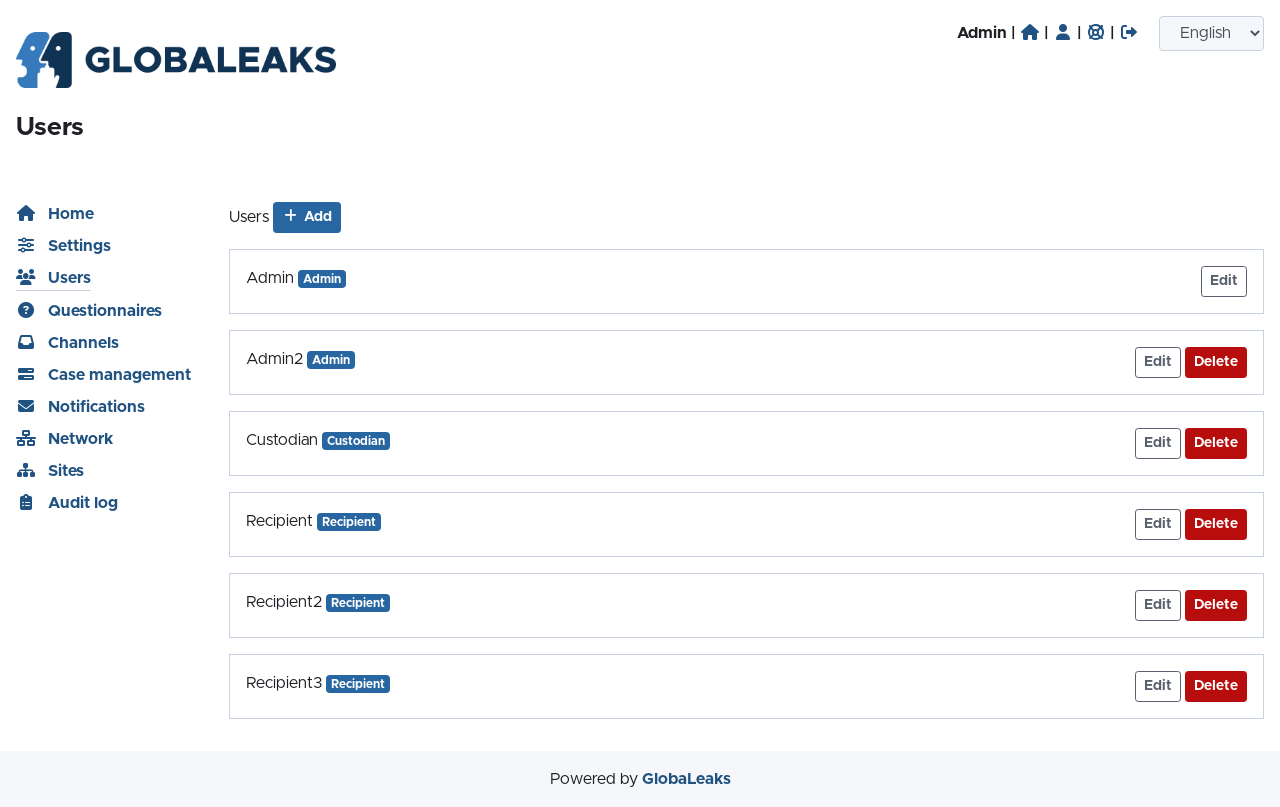 Admin | | | |
English
GLOBALEAKS
Users
Home
Settings
Users
Questionnaires
Channels
Case management
Notifications
Network
Sites
Audit log
Users + Add
Admin Admin Edit
Admin2 Admin Edit Delete
Custodian Custodian Edit Delete
Recipient Recipient Edit Delete
Recipient2 Recipient Edit Delete
Recipient3 Recipient Edit Delete
Powered by GlobaLeaks